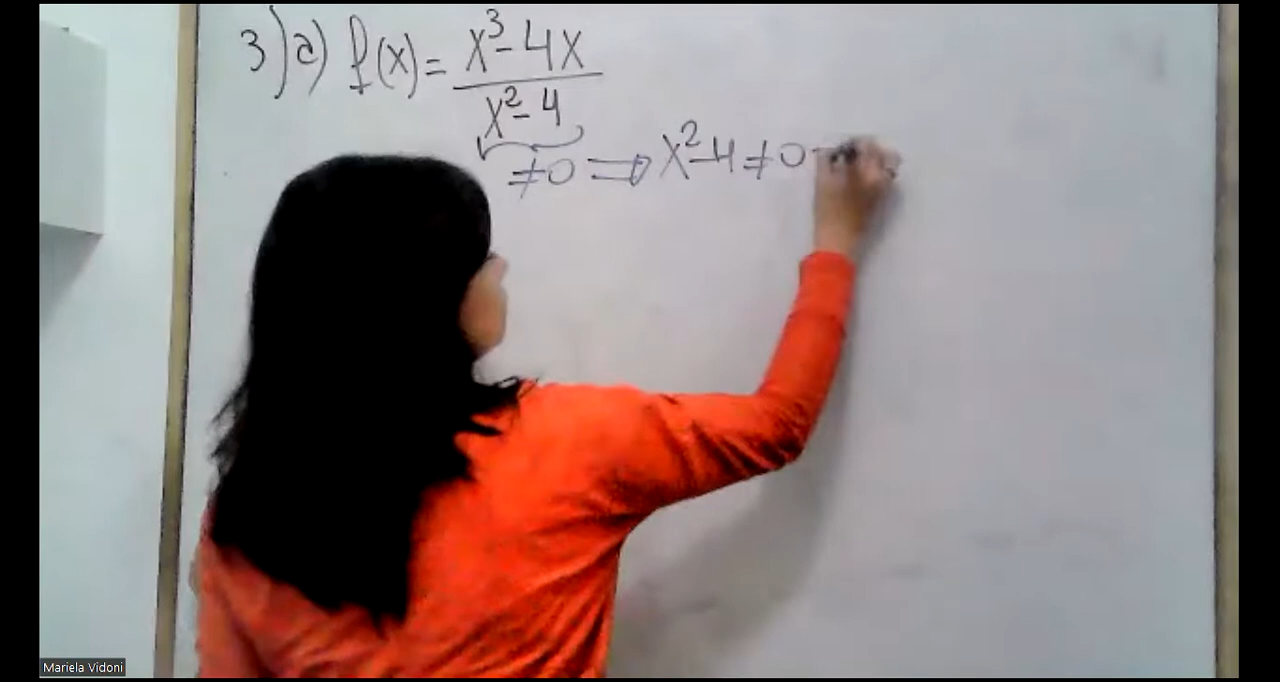 3) a) f(x) = x³-4x / x²-4
≠0 ⇒ x²-4≠0
Mariela Vidoni